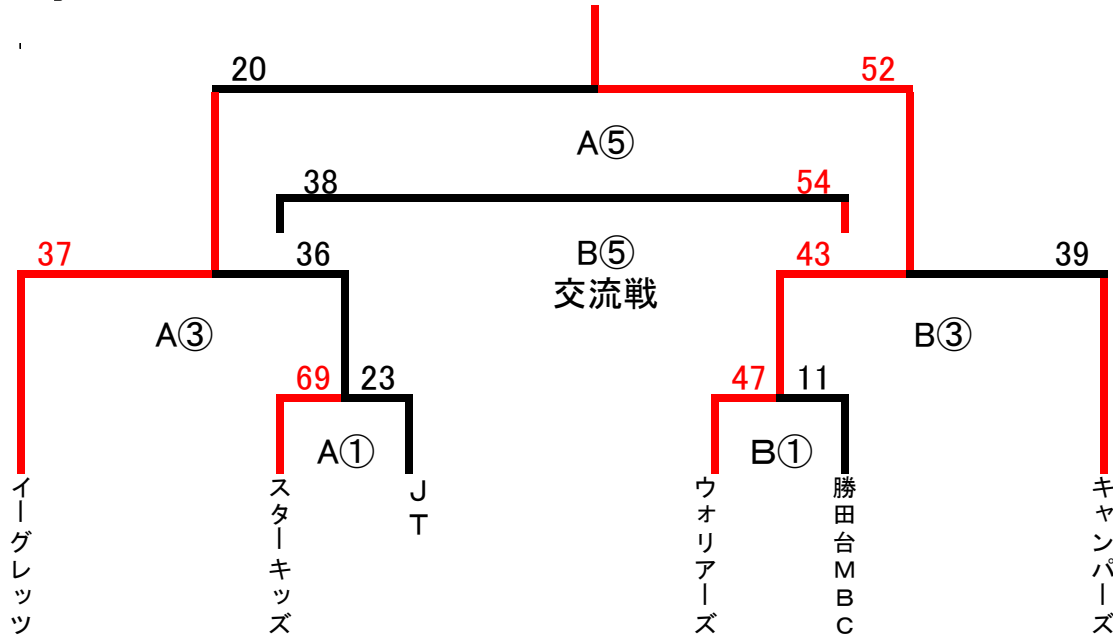 20 52
A⑤
38 54
B⑤
交流戦
37 36 43 39
A③ B③
69 23 47 11
A① B①
イーグレッツ
スターキッズ
JT
ウォリアーズ
勝田台MBC
キャンパーズ